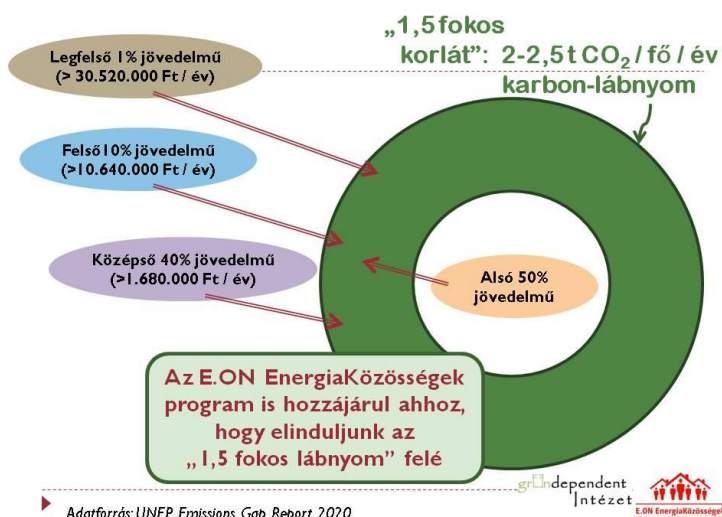 „1,5 fokos
korlát”: 2-2,5 t CO₂ / fő / év
karbon-lábnyom
Legfelső 1% jövedelmű
(> 30.520.000 Ft / év)
Felső10% jövedelmű
(>10.640.000 Ft / év)
Középső 40% jövedelmű
(>1.680.000 Ft / év)
Alsó 50%
jövedelmű
Az E.ON EnergiaKözösségek
program is hozzájárul ahhoz,
hogy elinduljunk az
„1,5 fokos lábnyom” felé
Adatforrás: UNEP Emissions Gap Report 2020
gründependent
Intézet
E.ON EnergiaKözösségek